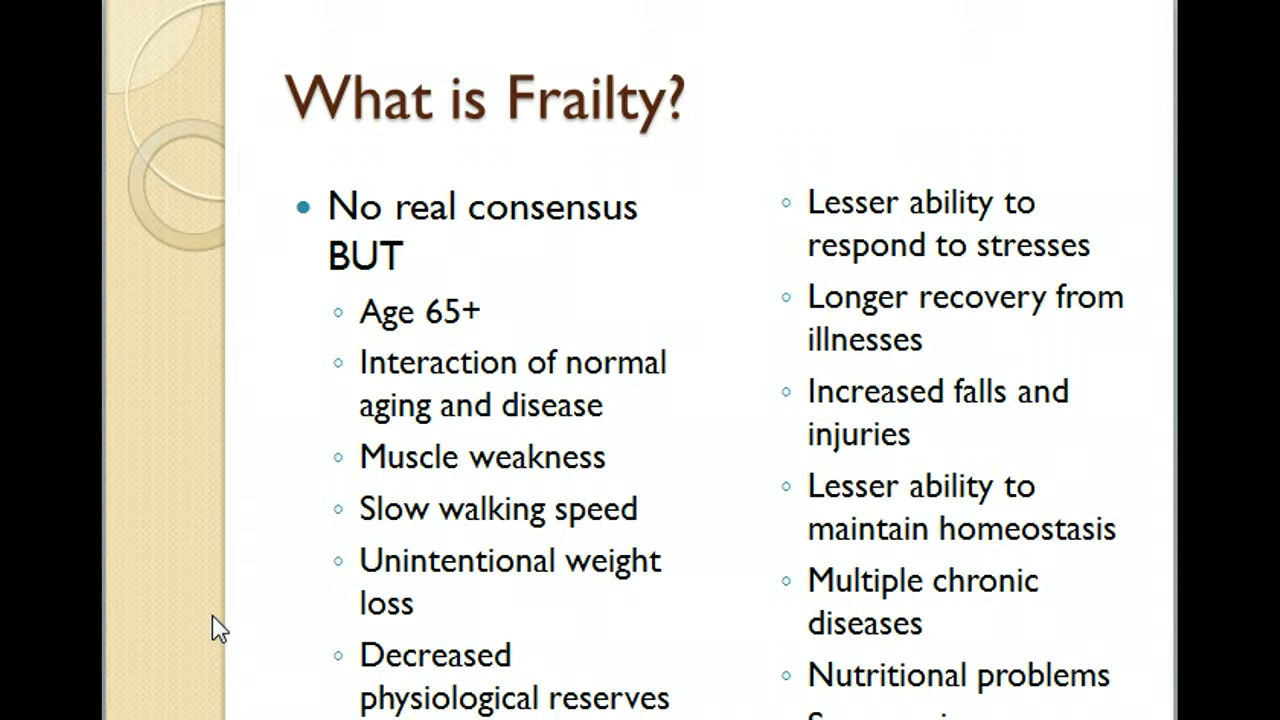 What is Frailty?
• No real consensus
BUT
◦ Age 65+
◦ Interaction of normal
aging and disease
◦ Muscle weakness
◦ Slow walking speed
◦ Unintentional weight
loss
◦ Decreased
physiological reserves
◦ Lesser ability to
respond to stresses
◦ Longer recovery from
illnesses
◦ Increased falls and
injuries
◦ Lesser ability to
maintain homeostasis
◦ Multiple chronic
diseases
◦ Nutritional problems